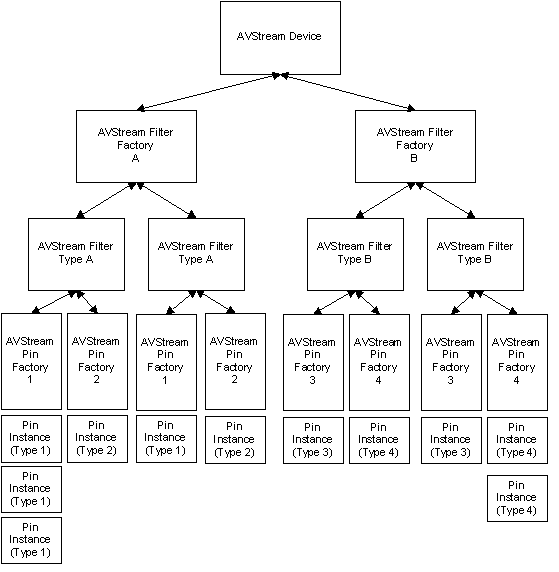 AVStream Device
AVStream Filter
Factory
A
AVStream Filter
Factory
B
AVStream Filter
Type A
AVStream Filter
Type A
AVStream Filter
Type B
AVStream Filter
Type B
AVStream
Pin
Factory
1
AVStream
Pin
Factory
2
AVStream
Pin
Factory
1
AVStream
Pin
Factory
2
AVStream
Pin
Factory
3
AVStream
Pin
Factory
4
AVStream
Pin
Factory
3
AVStream
Pin
Factory
4
Pin
Instance
(Type 1)
Pin
Instance
(Type 2)
Pin
Instance
(Type 1)
Pin
Instance
(Type 2)
Pin
Instance
(Type 3)
Pin
Instance
(Type 4)
Pin
Instance
(Type 3)
Pin
Instance
(Type 4)
Pin
Instance
(Type 1)
Pin
Instance
(Type 4)
Pin
Instance
(Type 1)